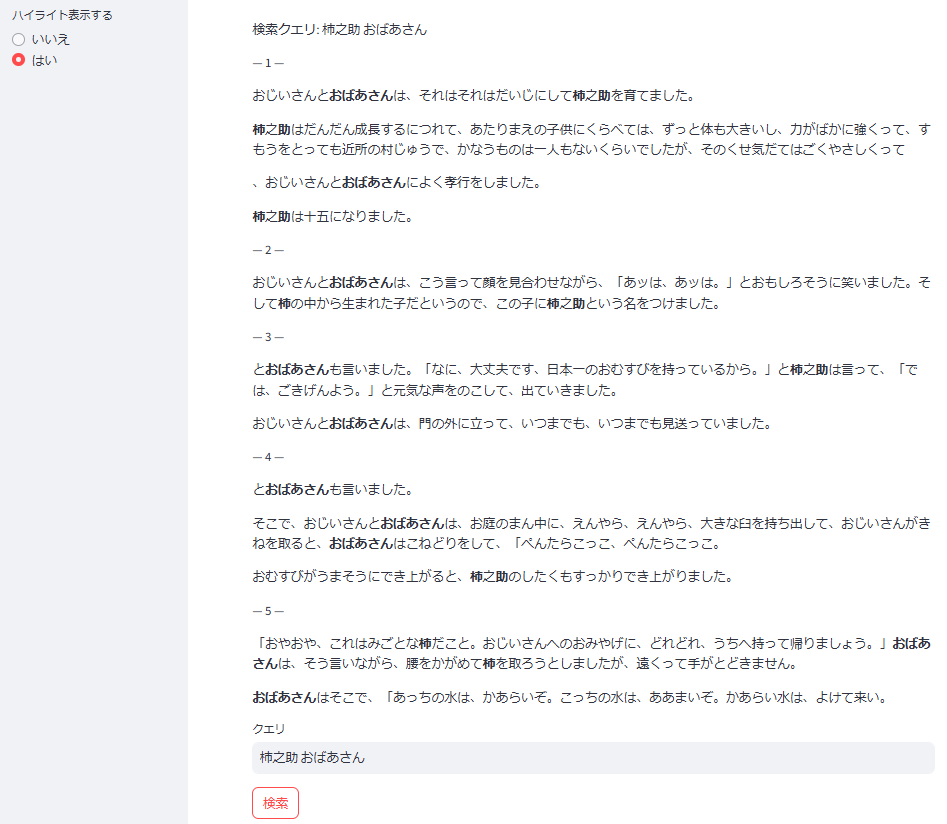 ハイライト表示する
いいえ
はい
検索クエリ: 柿之助 おばあさん
— 1 —
おじいさんとおばあさんは、それはそれはだいじにして柿之助を育てました。
柿之助はだんだん成長するにつれて、あたりまえの子供にくらべては、ずっと体も大きいし、力がばかに強くって、す
もうをとっても近所の村じゅうで、かなうものは一人もないくらいでしたが、そのくせ気だてはごくやさしくって
、おじいさんとおばあさんによく孝行をしました。
柿之助は十五になりました。
— 2 —
おじいさんとおばあさんは、こう言って顔を見合わせながら、「あッは、あッは。」とおもしろそうに笑いました。そ
して柿の中から生まれた子だというので、この子に柿之助という名をつけました。
— 3 —
とおばあさんも言いました。「なに、大丈夫です、日本一のおむすびを持っているから。」と柿之助は言って、「で
は、ごきげんよう。」と元気な声をのこして、出ていきました。
おじいさんとおばあさんは、門の外に立って、いつまでも、いつまでも見送っていました。
— 4 —
とおばあさんも言いました。
そこで、おじいさんとおばあさんは、お庭のまん中に、えんやら、えんやら、大きな臼を持ち出して、おじいさんがき
ねを取ると、おばあさんはこねどりをして、「ぺんたらこっこ、ぺんたらこっこ。
おむすびがうまそうにでき上がると、柿之助のしたくもすっかりでき上がりました。
— 5 —
「おやおや、これはみごとな柿だこと。おじいさんへのおみやげに、どれどれ、うちへ持って帰りましょう。」おばあ
さんは、そう言いながら、腰をかがめて柿を取ろうとしましたが、遠くって手がとどきません。
おばあさんはそこで、「あっちの水は、かあらいぞ。こっちの水は、ああまいぞ。かあらい水は、よけて来い。
クエリ
柿之助 おばあさん
検索